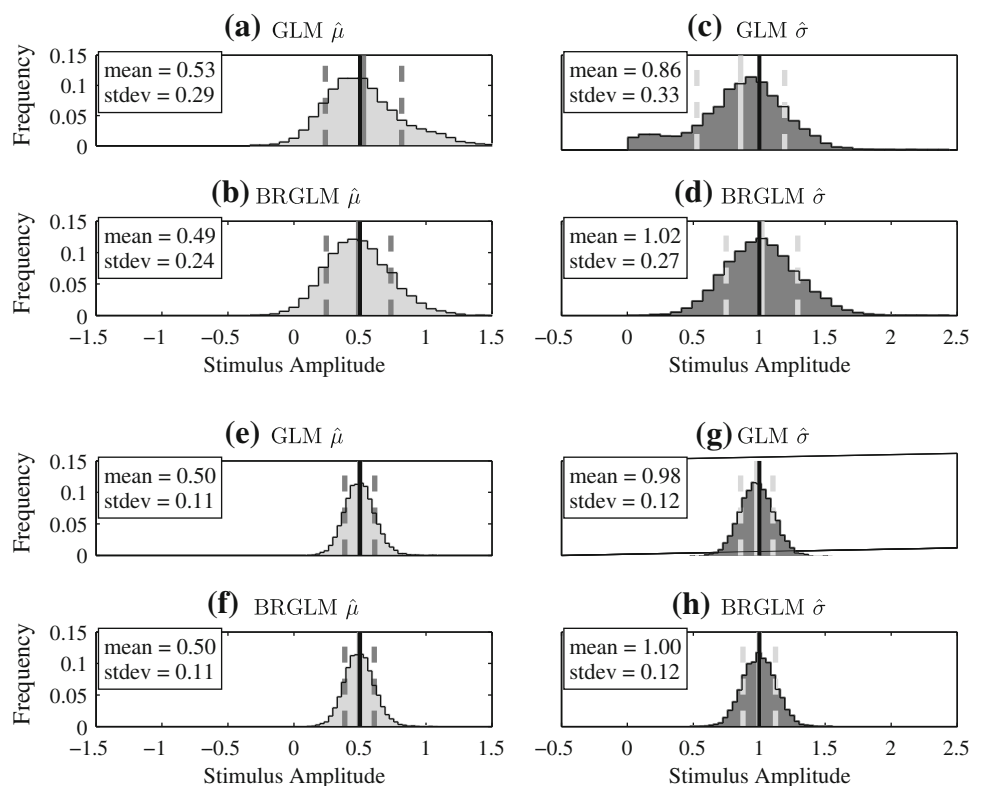 (a) GLM μ̂
(c) GLM σ̂
Frequency
0.15
0.1
0.05
0
mean = 0.53
stdev = 0.29
mean = 0.86
stdev = 0.33
(b) BRGLM μ̂
(d) BRGLM σ̂
Frequency
0.15
0.1
0.05
0
mean = 0.49
stdev = 0.24
mean = 1.02
stdev = 0.27
−1.5 −1 −0.5 0 0.5 1 1.5
−0.5 0 0.5 1 1.5 2 2.5
Stimulus Amplitude
Stimulus Amplitude
(e) GLM μ̂
(g) GLM σ̂
Frequency
0.15
0.1
0.05
0
mean = 0.50
stdev = 0.11
mean = 0.98
stdev = 0.12
(f) BRGLM μ̂
(h) BRGLM σ̂
Frequency
0.15
0.1
0.05
0
mean = 0.50
stdev = 0.11
mean = 1.00
stdev = 0.12
−1.5 −1 −0.5 0 0.5 1 1.5
−0.5 0 0.5 1 1.5 2 2.5
Stimulus Amplitude
Stimulus Amplitude